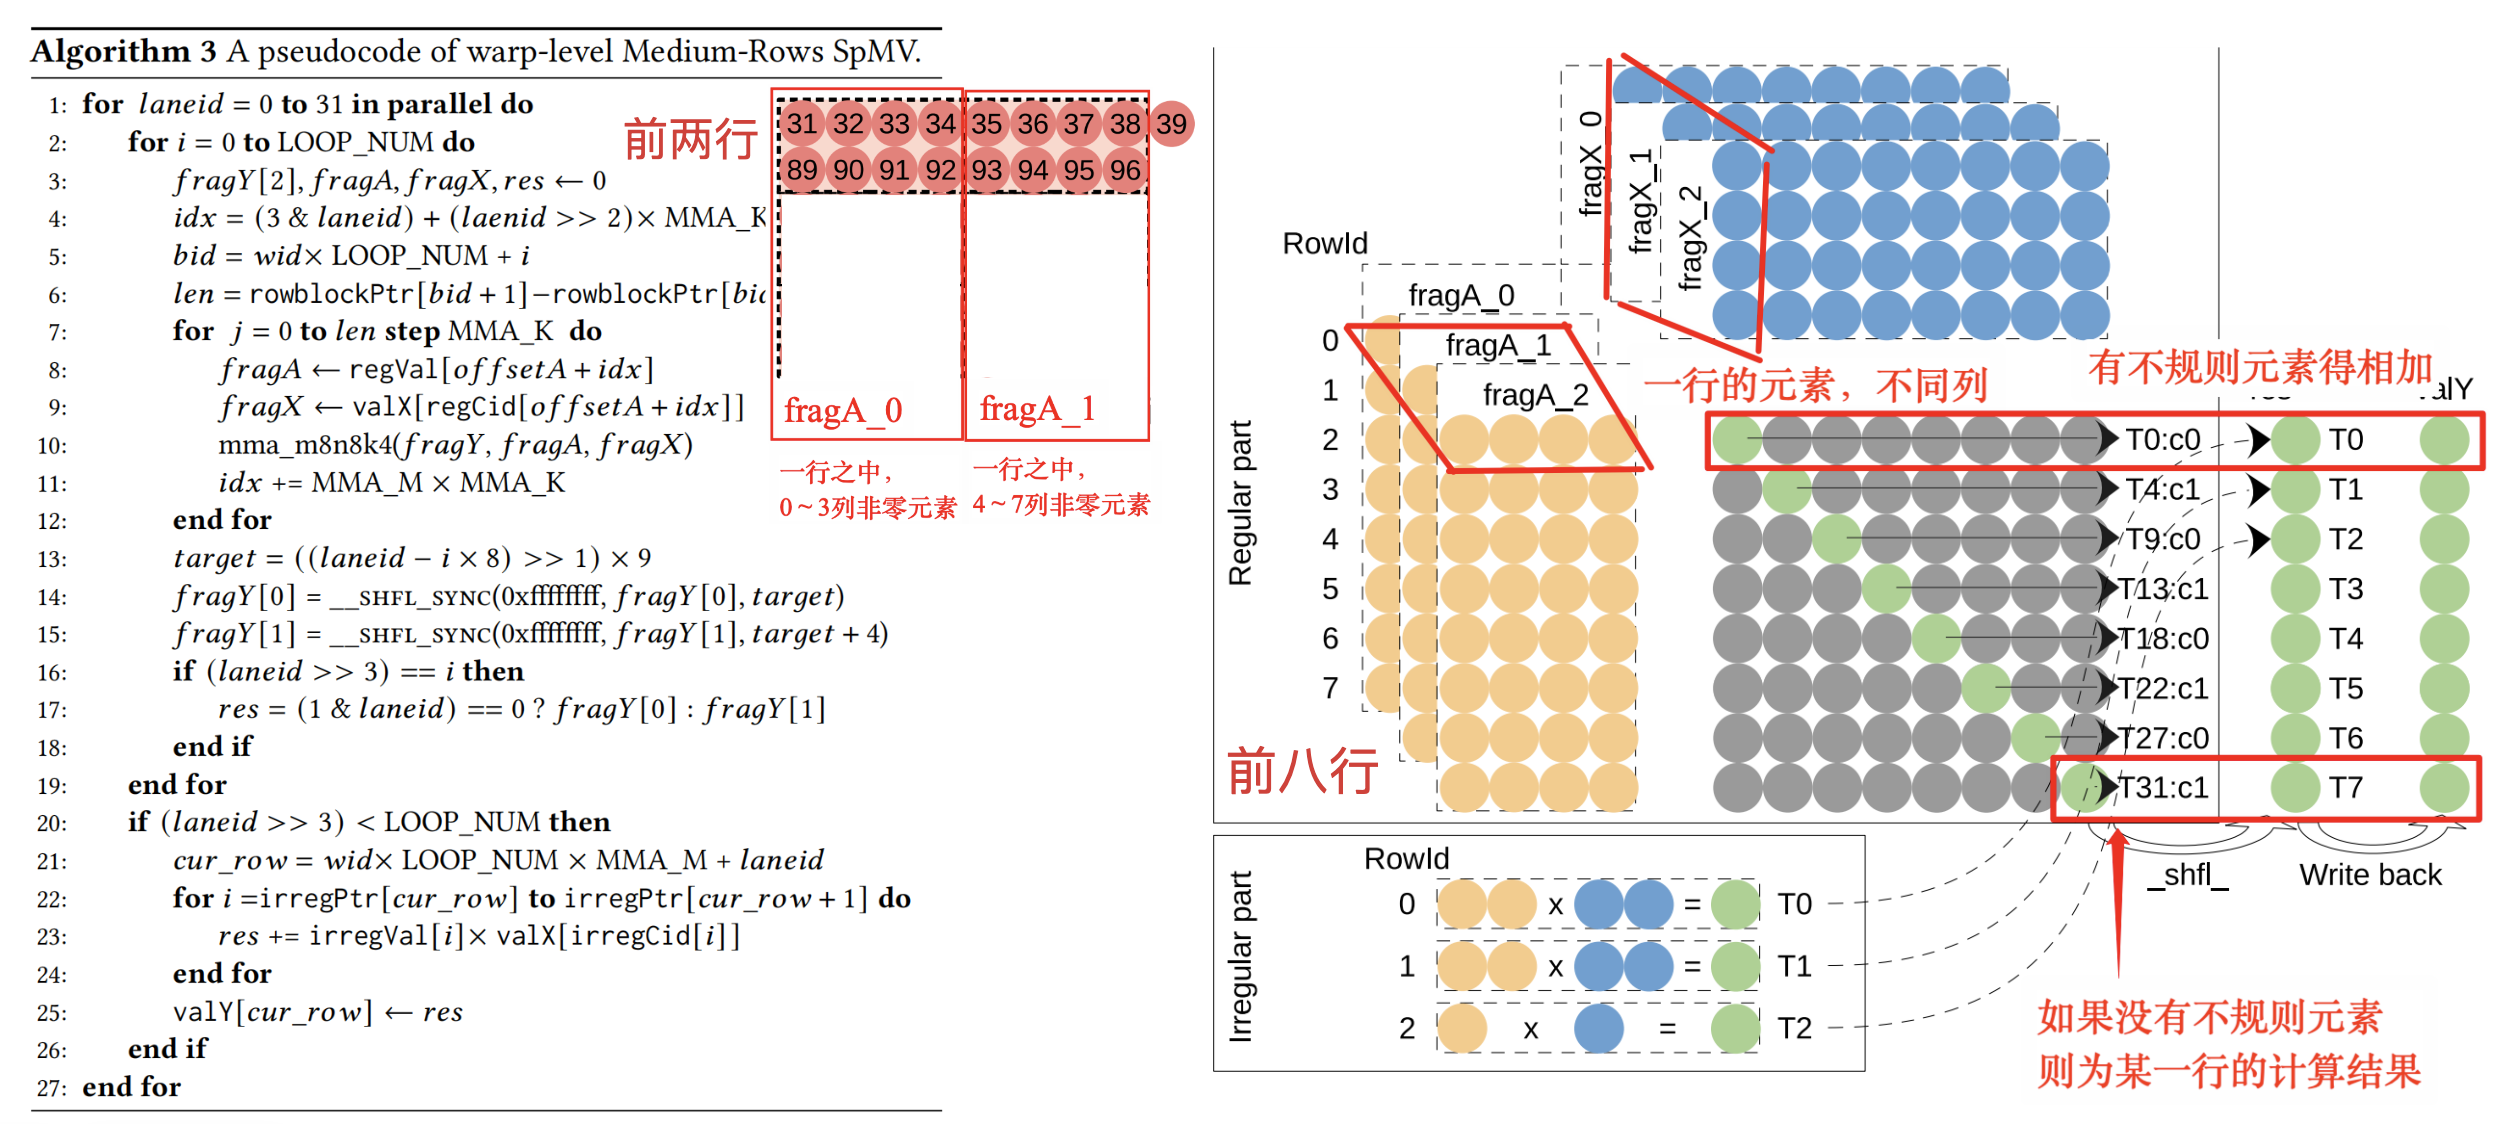 Algorithm 3 A pseudocode of warp-level Medium-Rows SpMV.
1: for laneid = 0 to 31 in parallel do
2: for i = 0 to LOOP_NUM do
3: fragY[2], fragA, fragX, res ← 0
4: idx = (3 & laneid) + (laenid >> 2)× MMA_K
5: bid = wid× LOOP_NUM + i
6: len = rowblockPtr[bid + 1]−rowblockPtr[bid
7: for j = 0 to len step MMA_K do
8: fragA ← regVal[offsetA + idx]
9: fragX ← valX[regCid[offsetA + idx]]
10: mma_m8n8k4(fragY, fragA, fragX)
11: idx += MMA_M × MMA_K
12: end for
13: target = ((laneid − i × 8) >> 1) × 9
14: fragY[0] = __SHFL_SYNC(0xffffffff, fragY[0], target)
15: fragY[1] = __SHFL_SYNC(0xffffffff, fragY[1], target + 4)
16: if (laneid >> 3) == i then
17: res = (1 & laneid) == 0 ? fragY[0] : fragY[1]
18: end if
19: end for
20: if (laneid >> 3) < LOOP_NUM then
21: cur_row = wid× LOOP_NUM × MMA_M + laneid
22: for i =irregPtr[cur_row] to irregPtr[cur_row + 1] do
23: res += irregVal[i]× valX[irregCid[i]]
24: end for
25: valY[cur_row] ← res
26: end if
27: end for
前两行
31 32 33 34 35 36 37 38 39
89 90 91 92 93 94 95 96
fragA_0
fragA_1
一行之中，
0～3列非零元素
一行之中，
4～7列非零元素
fragX_0
fragX_1
fragX_2
RowId
fragA_0
fragA_1
fragA_2
0
1
2
3
4
5
6
7
Regular part
前八行
一行的元素，不同列
有不规则元素得相加
alY
T0:c0 T0
T4:c1 T1
T9:c0 T2
T13:c1 T3
T18:c0 T4
T22:c1 T5
T27:c0 T6
T31:c1 T7
_shfl_
Write back
Irregular part
RowId
0 x = T0
1 x = T1
2 x = T2
如果没有不规则元素
则为某一行的计算结果